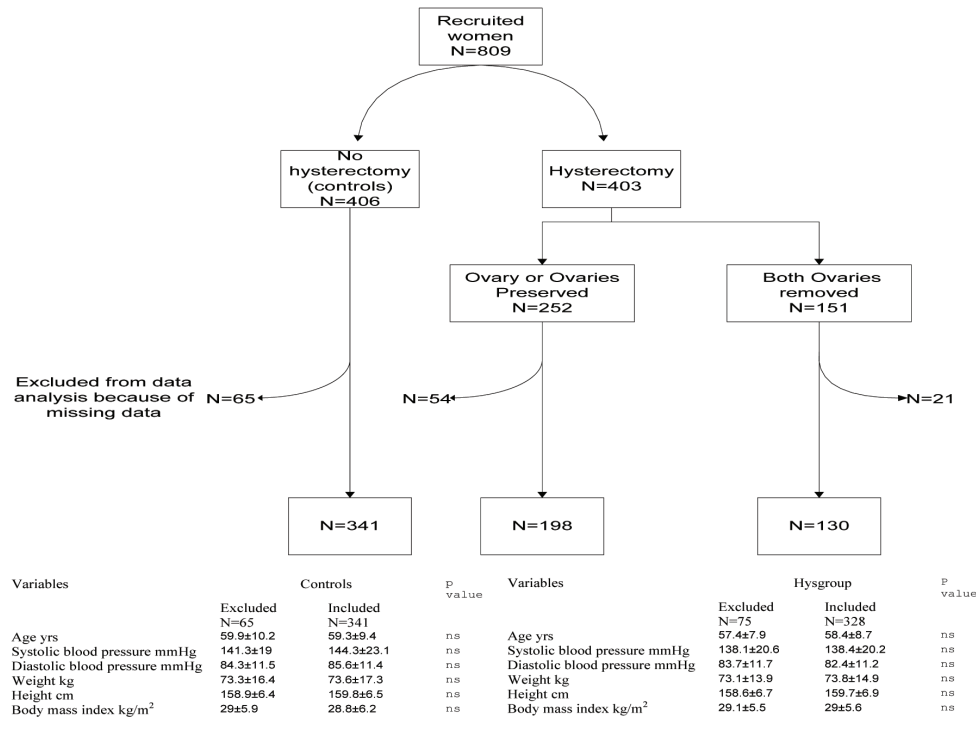 Recruited
women
N=809
No
hysterectomy
(controls)
N=406
Hysterectomy
N=403
Ovary or Ovaries
Preserved
N=252
Both Ovaries
removed
N=151
Excluded from data
analysis because of
missing data
N=65
N=54
N=21
N=341
N=198
N=130
Variables Controls p value
Excluded Included
N=65 N=341
Age yrs 59.9±10.2 59.3±9.4 ns
Systolic blood pressure mmHg 141.3±19 144.3±23.1 ns
Diastolic blood pressure mmHg 84.3±11.5 85.6±11.4 ns
Weight kg 73.3±16.4 73.6±17.3 ns
Height cm 158.9±6.4 159.8±6.5 ns
Body mass index kg/m² 29±5.9 28.8±6.2 ns
Variables Hysgroup P value
Excluded Included
N=75 N=328
Age yrs 57.4±7.9 58.4±8.7 ns
Systolic blood pressure mmHg 138.1±20.6 138.4±20.2 ns
Diastolic blood pressure mmHg 83.7±11.7 82.4±11.2 ns
Weight kg 73.1±13.9 73.8±14.9 ns
Height cm 158.6±6.7 159.7±6.9 ns
Body mass index kg/m² 29.1±5.5 29±5.6 ns